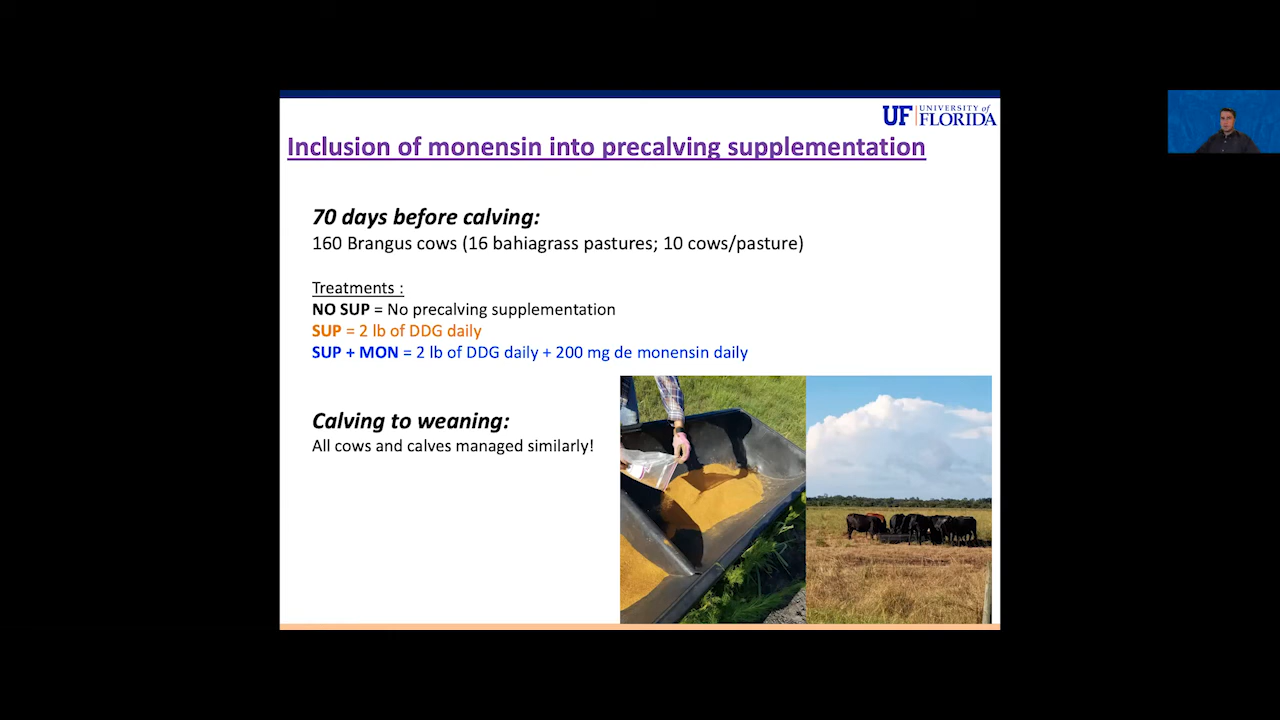 UF UNIVERSITY of
FLORIDA
Inclusion of monensin into precalving supplementation
70 days before calving:
160 Brangus cows (16 bahiagrass pastures; 10 cows/pasture)
Treatments :
NO SUP = No precalving supplementation
SUP = 2 lb of DDG daily
SUP + MON = 2 lb of DDG daily + 200 mg de monensin daily
Calving to weaning:
All cows and calves managed similarly!